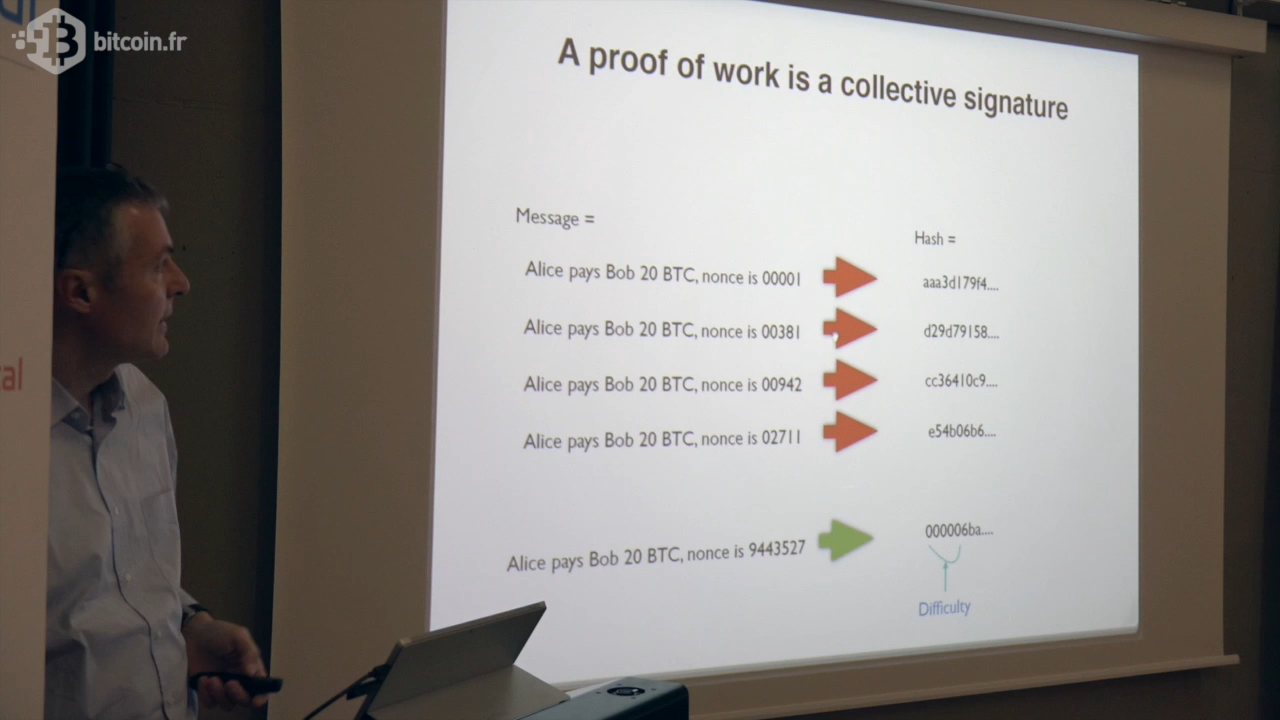 bitcoin.fr
A proof of work is a collective signature
Message =
Hash =
Alice pays Bob 20 BTC, nonce is 00001
aaa3d179f4....
Alice pays Bob 20 BTC, nonce is 00381
d29d79158....
Alice pays Bob 20 BTC, nonce is 00942
cc36410c9....
Alice pays Bob 20 BTC, nonce is 02711
e54b06b6....
Alice pays Bob 20 BTC, nonce is 9443527
000006ba....
Difficulty